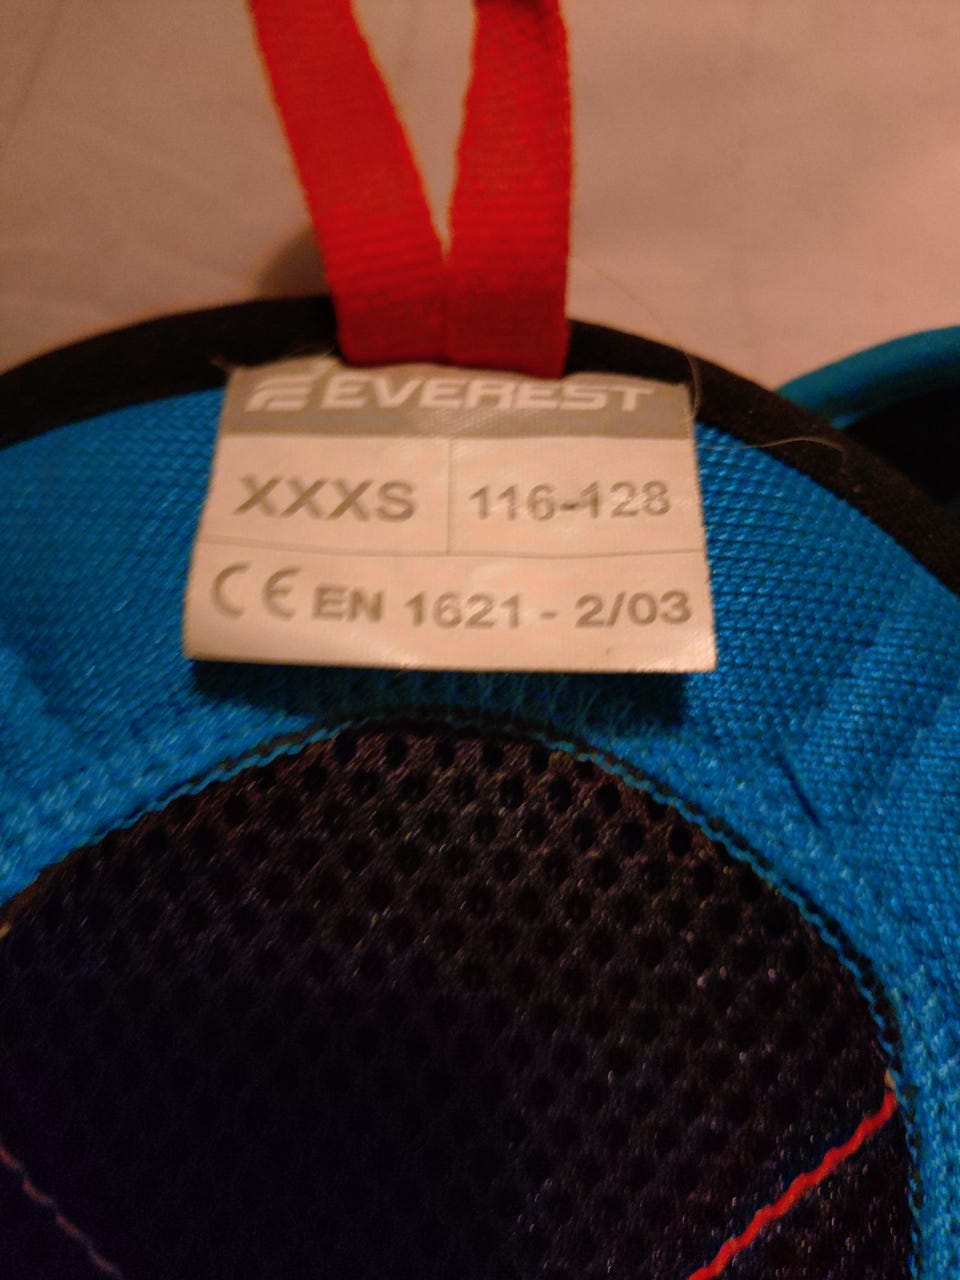 EVEREST
XXXS 116-128
CE EN 1621 - 2/03